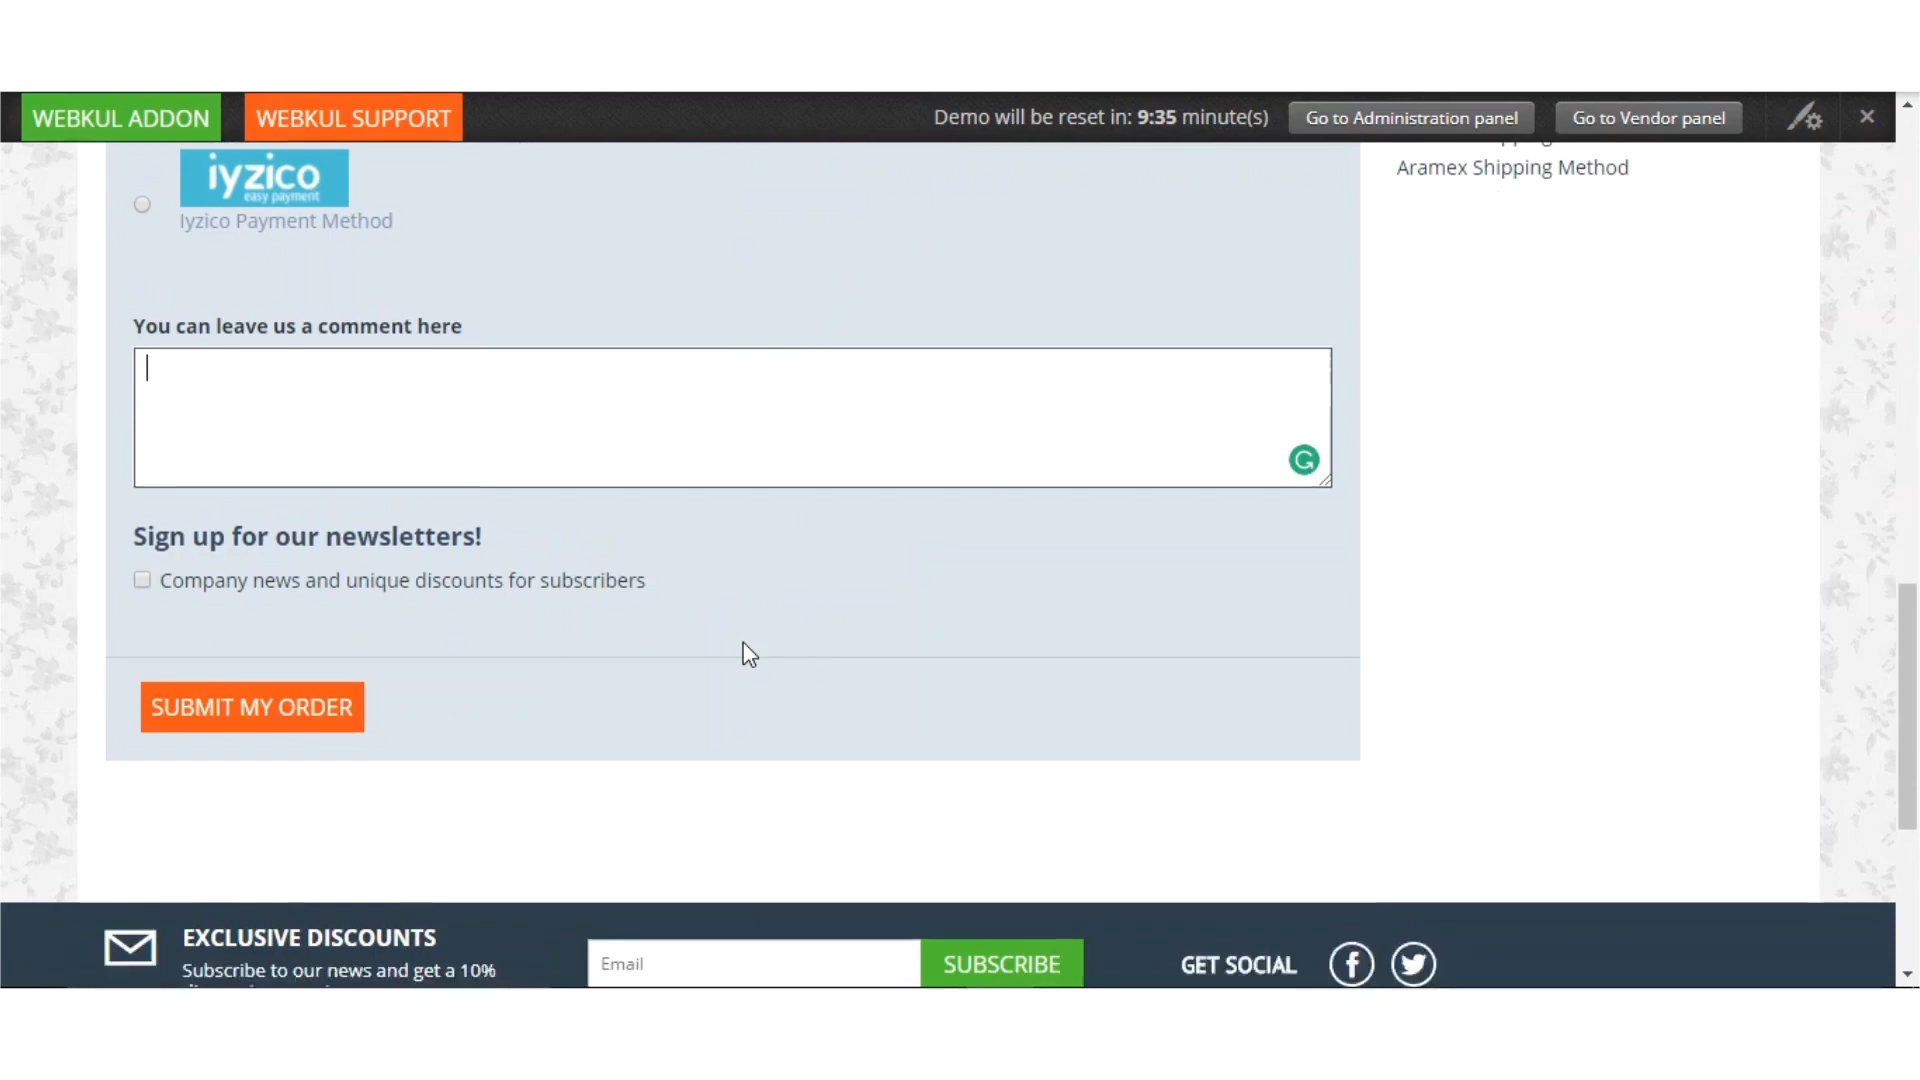 WEBKUL ADDON
WEBKUL SUPPORT
Demo will be reset in: 9:35 minute(s)
Go to Administration panel
Go to Vendor panel
Aramex Shipping Method
iyzico
easy payment
Iyzico Payment Method
You can leave us a comment here
Sign up for our newsletters!
Company news and unique discounts for subscribers
SUBMIT MY ORDER
EXCLUSIVE DISCOUNTS
Subscribe to our news and get a 10%
Email
SUBSCRIBE
GET SOCIAL